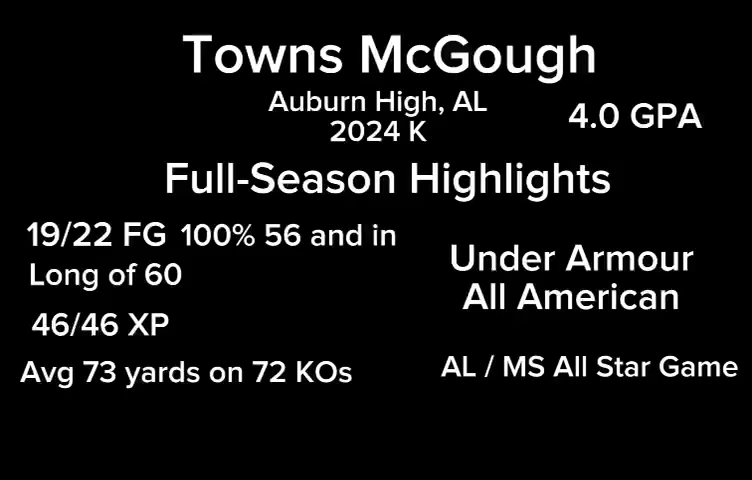 Towns McGough
Auburn High, AL
2024 K
4.0 GPA
Full-Season Highlights
19/22 FG 100% 56 and in
Long of 60
46/46 XP
Avg 73 yards on 72 KOs
Under Armour
All American
AL / MS All Star Game